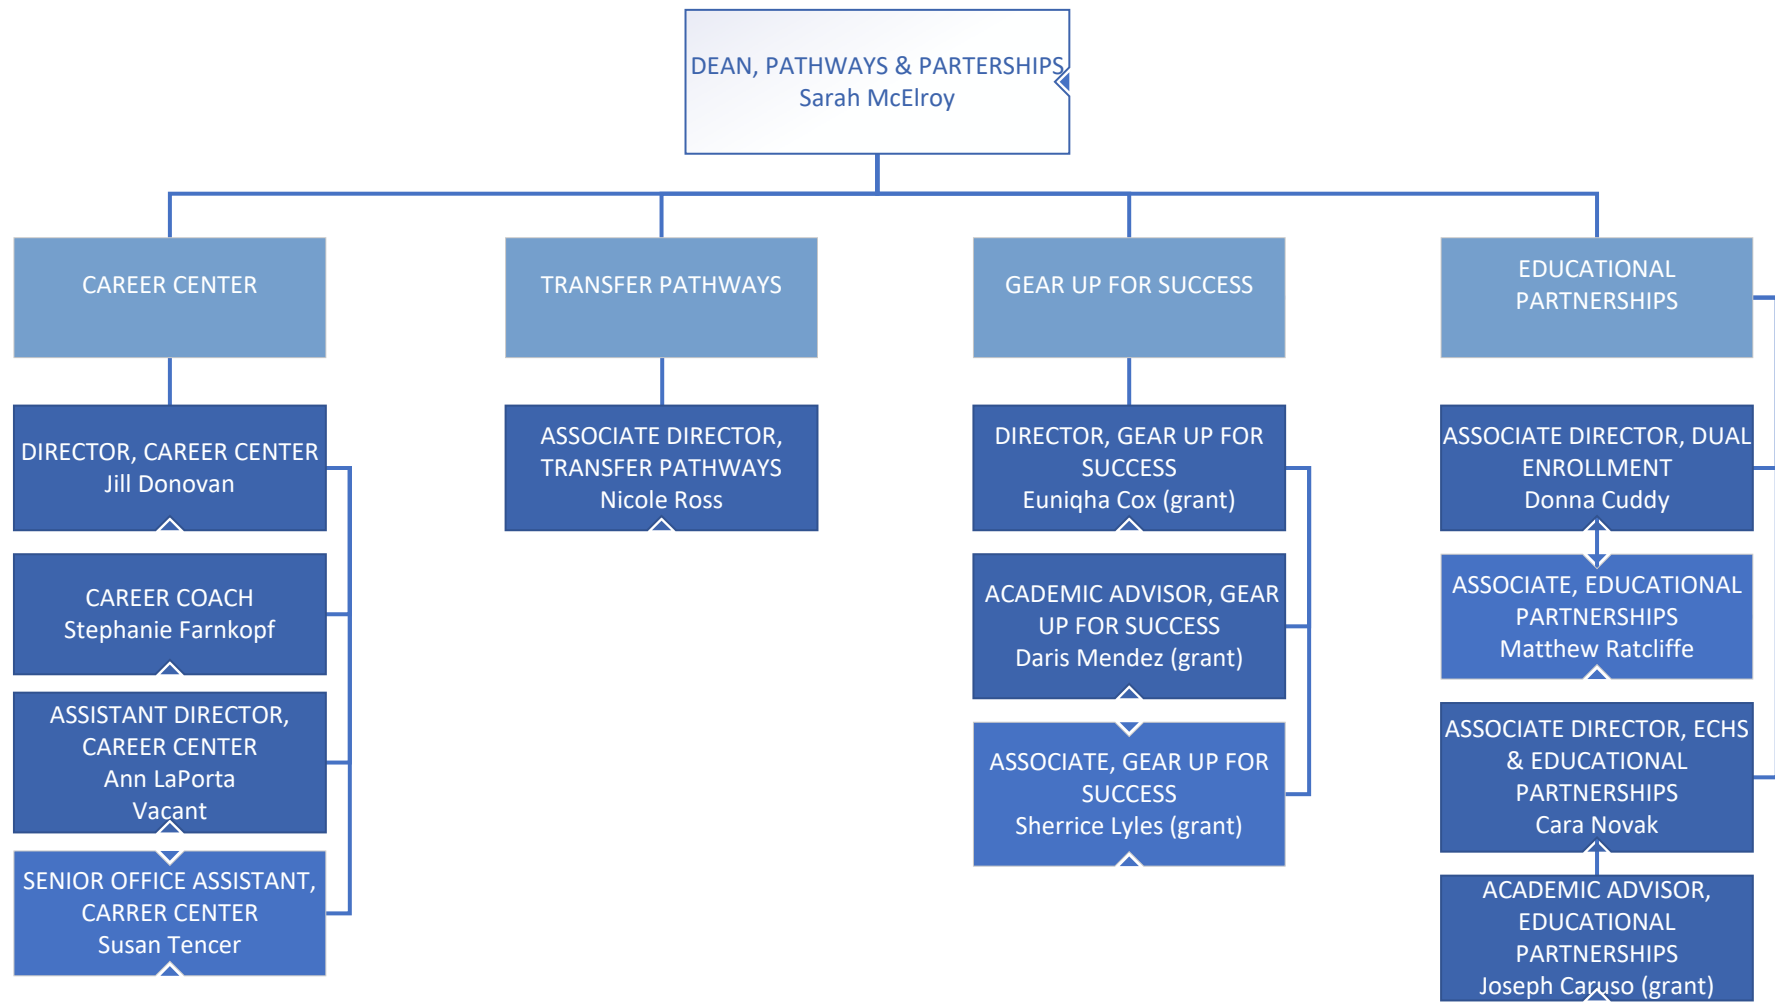 DEAN, PATHWAYS & PARTERSHIPS
Sarah McElroy
CAREER CENTER
TRANSFER PATHWAYS
GEAR UP FOR SUCCESS
EDUCATIONAL
PARTNERSHIPS
DIRECTOR, CAREER CENTER
Jill Donovan
CAREER COACH
Stephanie Farnkopf
ASSISTANT DIRECTOR,
CAREER CENTER
Ann LaPorta
Vacant
SENIOR OFFICE ASSISTANT,
CARRER CENTER
Susan Tencer
ASSOCIATE DIRECTOR,
TRANSFER PATHWAYS
Nicole Ross
DIRECTOR, GEAR UP FOR
SUCCESS
Euniqha Cox (grant)
ACADEMIC ADVISOR, GEAR
UP FOR SUCCESS
Daris Mendez (grant)
ASSOCIATE, GEAR UP FOR
SUCCESS
Sherrice Lyles (grant)
ASSOCIATE DIRECTOR, DUAL
ENROLLMENT
Donna Cuddy
ASSOCIATE, EDUCATIONAL
PARTNERSHIPS
Matthew Ratcliffe
ASSOCIATE DIRECTOR, ECHS
& EDUCATIONAL
PARTNERSHIPS
Cara Novak
ACADEMIC ADVISOR,
EDUCATIONAL
PARTNERSHIPS
Joseph Caruso (grant)